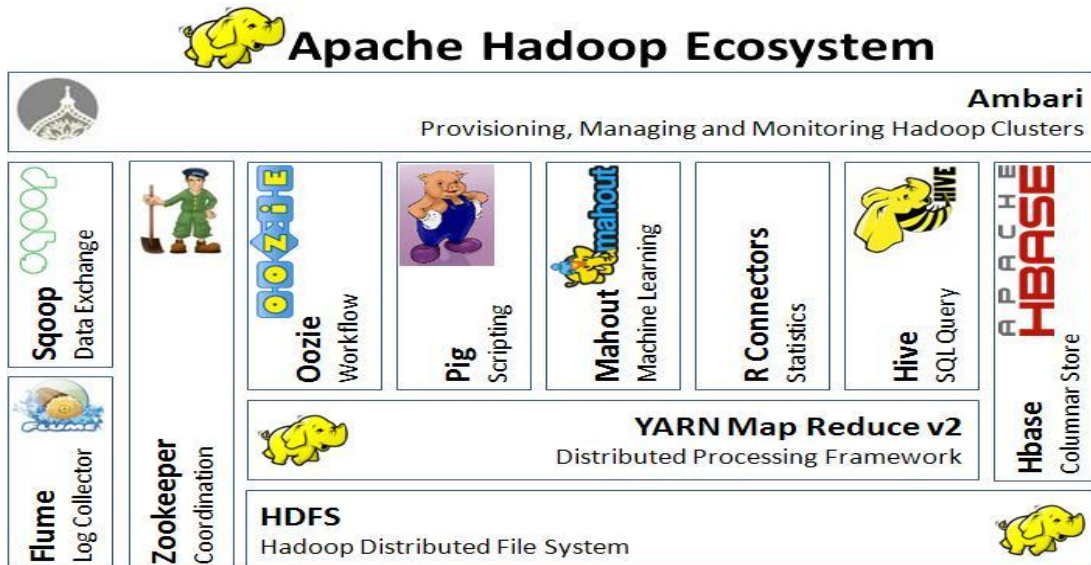 Apache Hadoop Ecosystem
Ambari
Provisioning, Managing and Monitoring Hadoop Clusters
sqoop
Sqoop
Data Exchange
Flume
Log Collector
Zookeeper
Coordination
OOZIE
Oozie
Workflow
Pig
Scripting
mahout
Mahout
Machine Learning
R Connectors
Statistics
HIVE
Hive
SQL Query
APACHE
HBASE
Hbase
Columnar Store
YARN Map Reduce v2
Distributed Processing Framework
HDFS
Hadoop Distributed File System